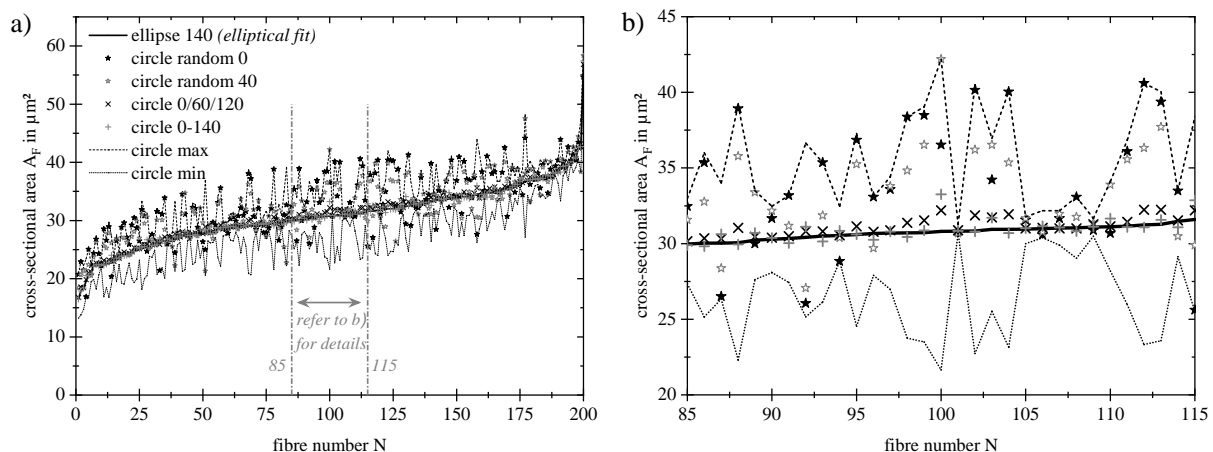 a)
cross-sectional area A_F in µm²
60
50
40
30
20
10
0
ellipse 140 (elliptical fit)
circle random 0
circle random 40
circle 0/60/120
circle 0-140
circle max
circle min
refer to b)
for details
85
115
0 25 50 75 100 125 150 175 200
fibre number N
b)
cross-sectional area A_F in µm²
45
40
35
30
25
20
85 90 95 100 105 110 115
fibre number N